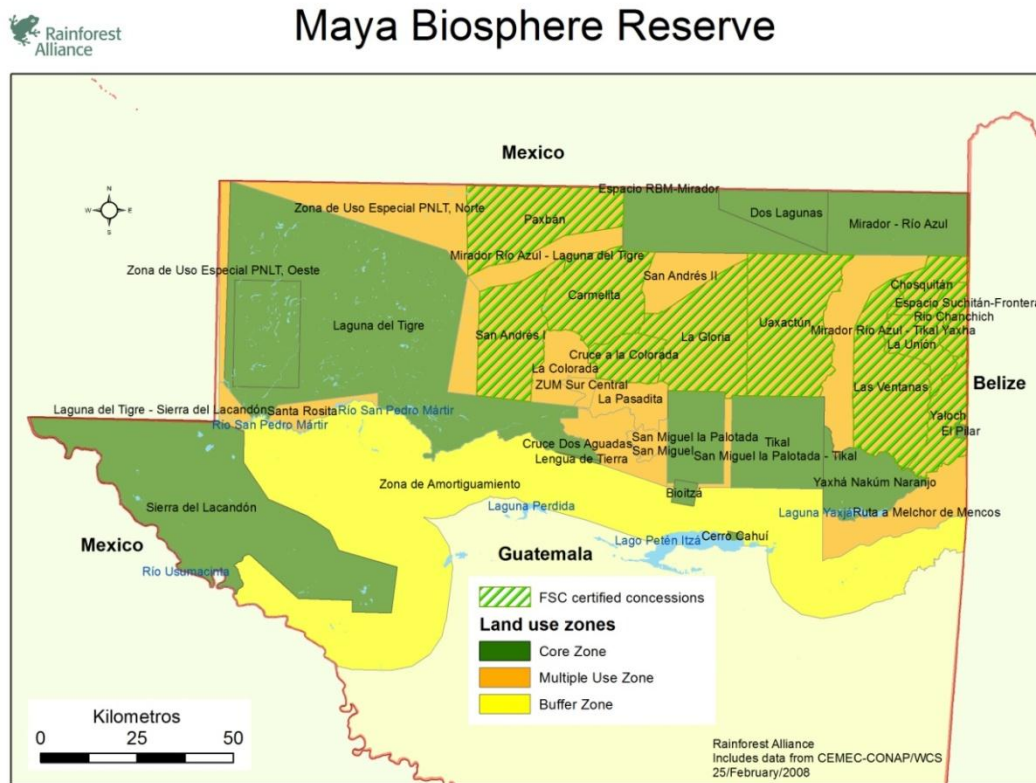 Rainforest
Alliance
Maya Biosphere Reserve
Mexico
N
W E
S
Espacio RBM-Mirador
Zona de Uso Especial PNLT, Norte
Paxbán
Dos Lagunas
Mirador - Río Azul
Mirador Río Azul - Laguna del Tigre
Zona de Uso Especial PNLT, Oeste
San Andrés II
Chosquitán
Carmelita
Espacio Suchitán-Frontera
Rio Chanchich
Laguna del Tigre
San Andrés I
La Gloria
Uaxactún
Mirador Río Azul - Tikal Yaxha
La Unión
Cruce a la Colorada
La Colorada
ZUM Sur Central
Las Ventanas
Belize
La Pasadita
Laguna del Tigre - Sierra del Lacandón
Santa Rosita
Río San Pedro Mártir
Río San Pedro Mártir
Yaloch
El Pilar
Cruce Dos Aguadas
San Miguel la Palotada
Tikal
San Miguel
San Miguel la Palotada - Tikal
Lengua de Tierra
Zona de Amortiguamiento
Bioitzá
Yaxhá Nakúm Naranjo
Sierra del Lacandón
Laguna Perdida
Laguna Yaxjá
Ruta a Melchor de Mencos
Lago Petén Itzá
Cerro Cahuí
Mexico
Guatemala
Río Usumacinta
FSC certified concessions
Land use zones
Core Zone
Multiple Use Zone
Buffer Zone
Kilometros
0 25 50
Rainforest Alliance
Includes data from CEMEC-CONAP/WCS
25/February/2008